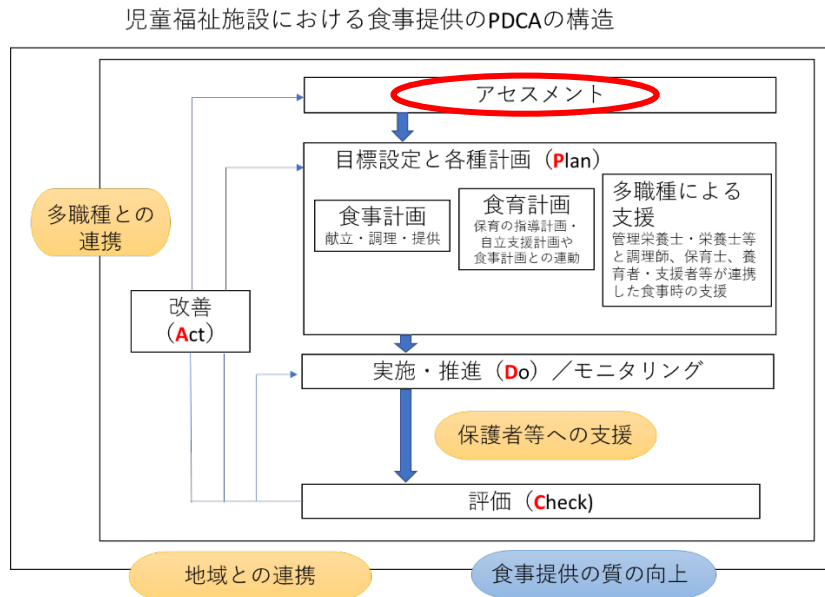 児童福祉施設における食事提供のPDCAの構造
アセスメント
目標設定と各種計画（Plan）
食事計画
献立・調理・提供
食育計画
保育の指導計画・
自立支援計画や
食事計画との連動
多職種による
支援
管理栄養士・栄養士等
と調理師、保育士、養
育者・支援者等が連携
した食事時の支援
多職種との
連携
改善
（Act）
実施・推進（Do）／モニタリング
保護者等への支援
評価（Check)
地域との連携
食事提供の質の向上